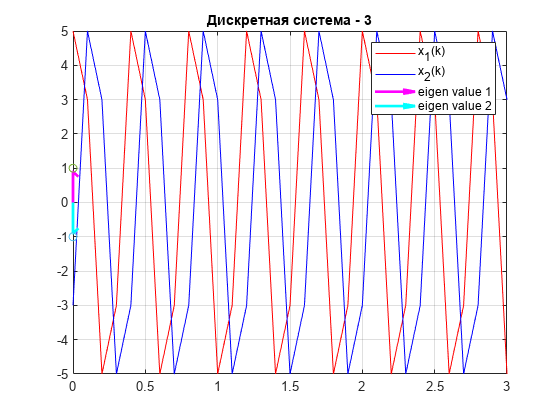 Дискретная система - 3
x1(k)
x2(k)
eigen value 1
eigen value 2
5
4
3
2
1
0
-1
-2
-3
-4
-5
0 0.5 1 1.5 2 2.5 3